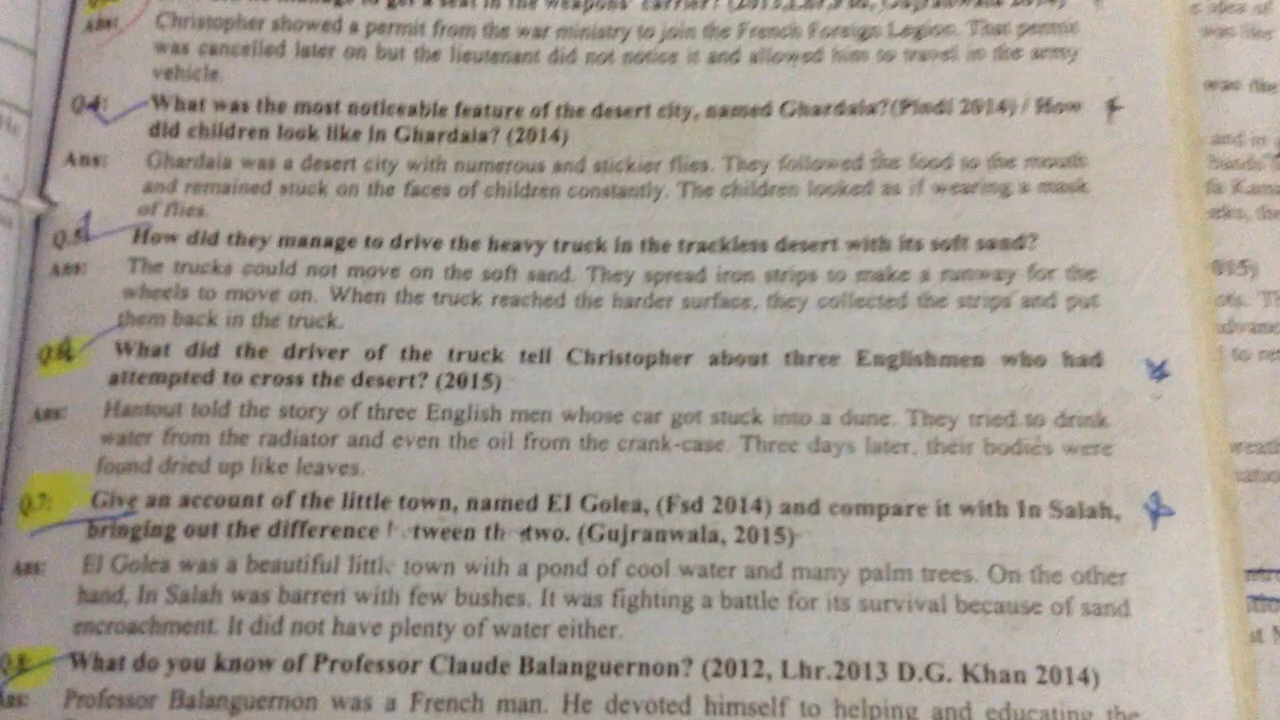 Ans: Christopher showed a permit from the war ministry to join the French Foreign Legion. That permit
was cancelled later on but the lieutenant did not notice it and allowed him to travel in the army
vehicle.
Q.4: What was the most noticeable feature of the desert city, named Ghardaia? (Pindi 2014) / How
did children look like in Ghardaia? (2014)
Ans: Ghardaia was a desert city with numerous and stickier flies. They followed the food to the mouth
and remained stuck on the faces of children constantly. The children looked as if wearing a mask
of flies.
Q.5: How did they manage to drive the heavy truck in the trackless desert with its soft sand?
Ans: The trucks could not move on the soft sand. They spread iron strips to make a runway for the
wheels to move on. When the truck reached the harder surface, they collected the strips and put
them back in the truck.
What did the driver of the truck tell Christopher about three Englishmen who had
attempted to cross the desert? (2015)
Ans: Hantout told the story of three English men whose car got stuck into a dune. They tried to drink
water from the radiator and even the oil from the crank-case. Three days later, their bodies were
found dried up like leaves.
Q.7: Give an account of the little town, named El Golea, (Fsd 2014) and compare it with In Salah,
bringing out the difference two. (Gujranwala, 2015)
Ans: El Golea was a beautiful little town with a pond of cool water and many palm trees. On the other
hand, In Salah was barren with few bushes. It was fighting a battle for its survival because of sand
encroachment. It did not have plenty of water either.
What do you know of Professor Claude Balanguernon? (2012, Lhr.2013 D.G. Khan 2014)
Ans: Professor Balanguernon was a French man. He devoted himself to helping and educating the